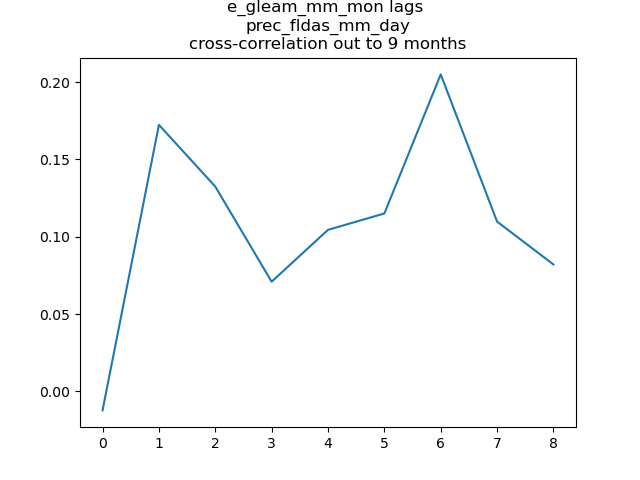 e_gleam_mm_mon lags
prec_fldas_mm_day
cross-correlation out to 9 months
0.20
0.15
0.10
0.05
0.00
0 1 2 3 4 5 6 7 8